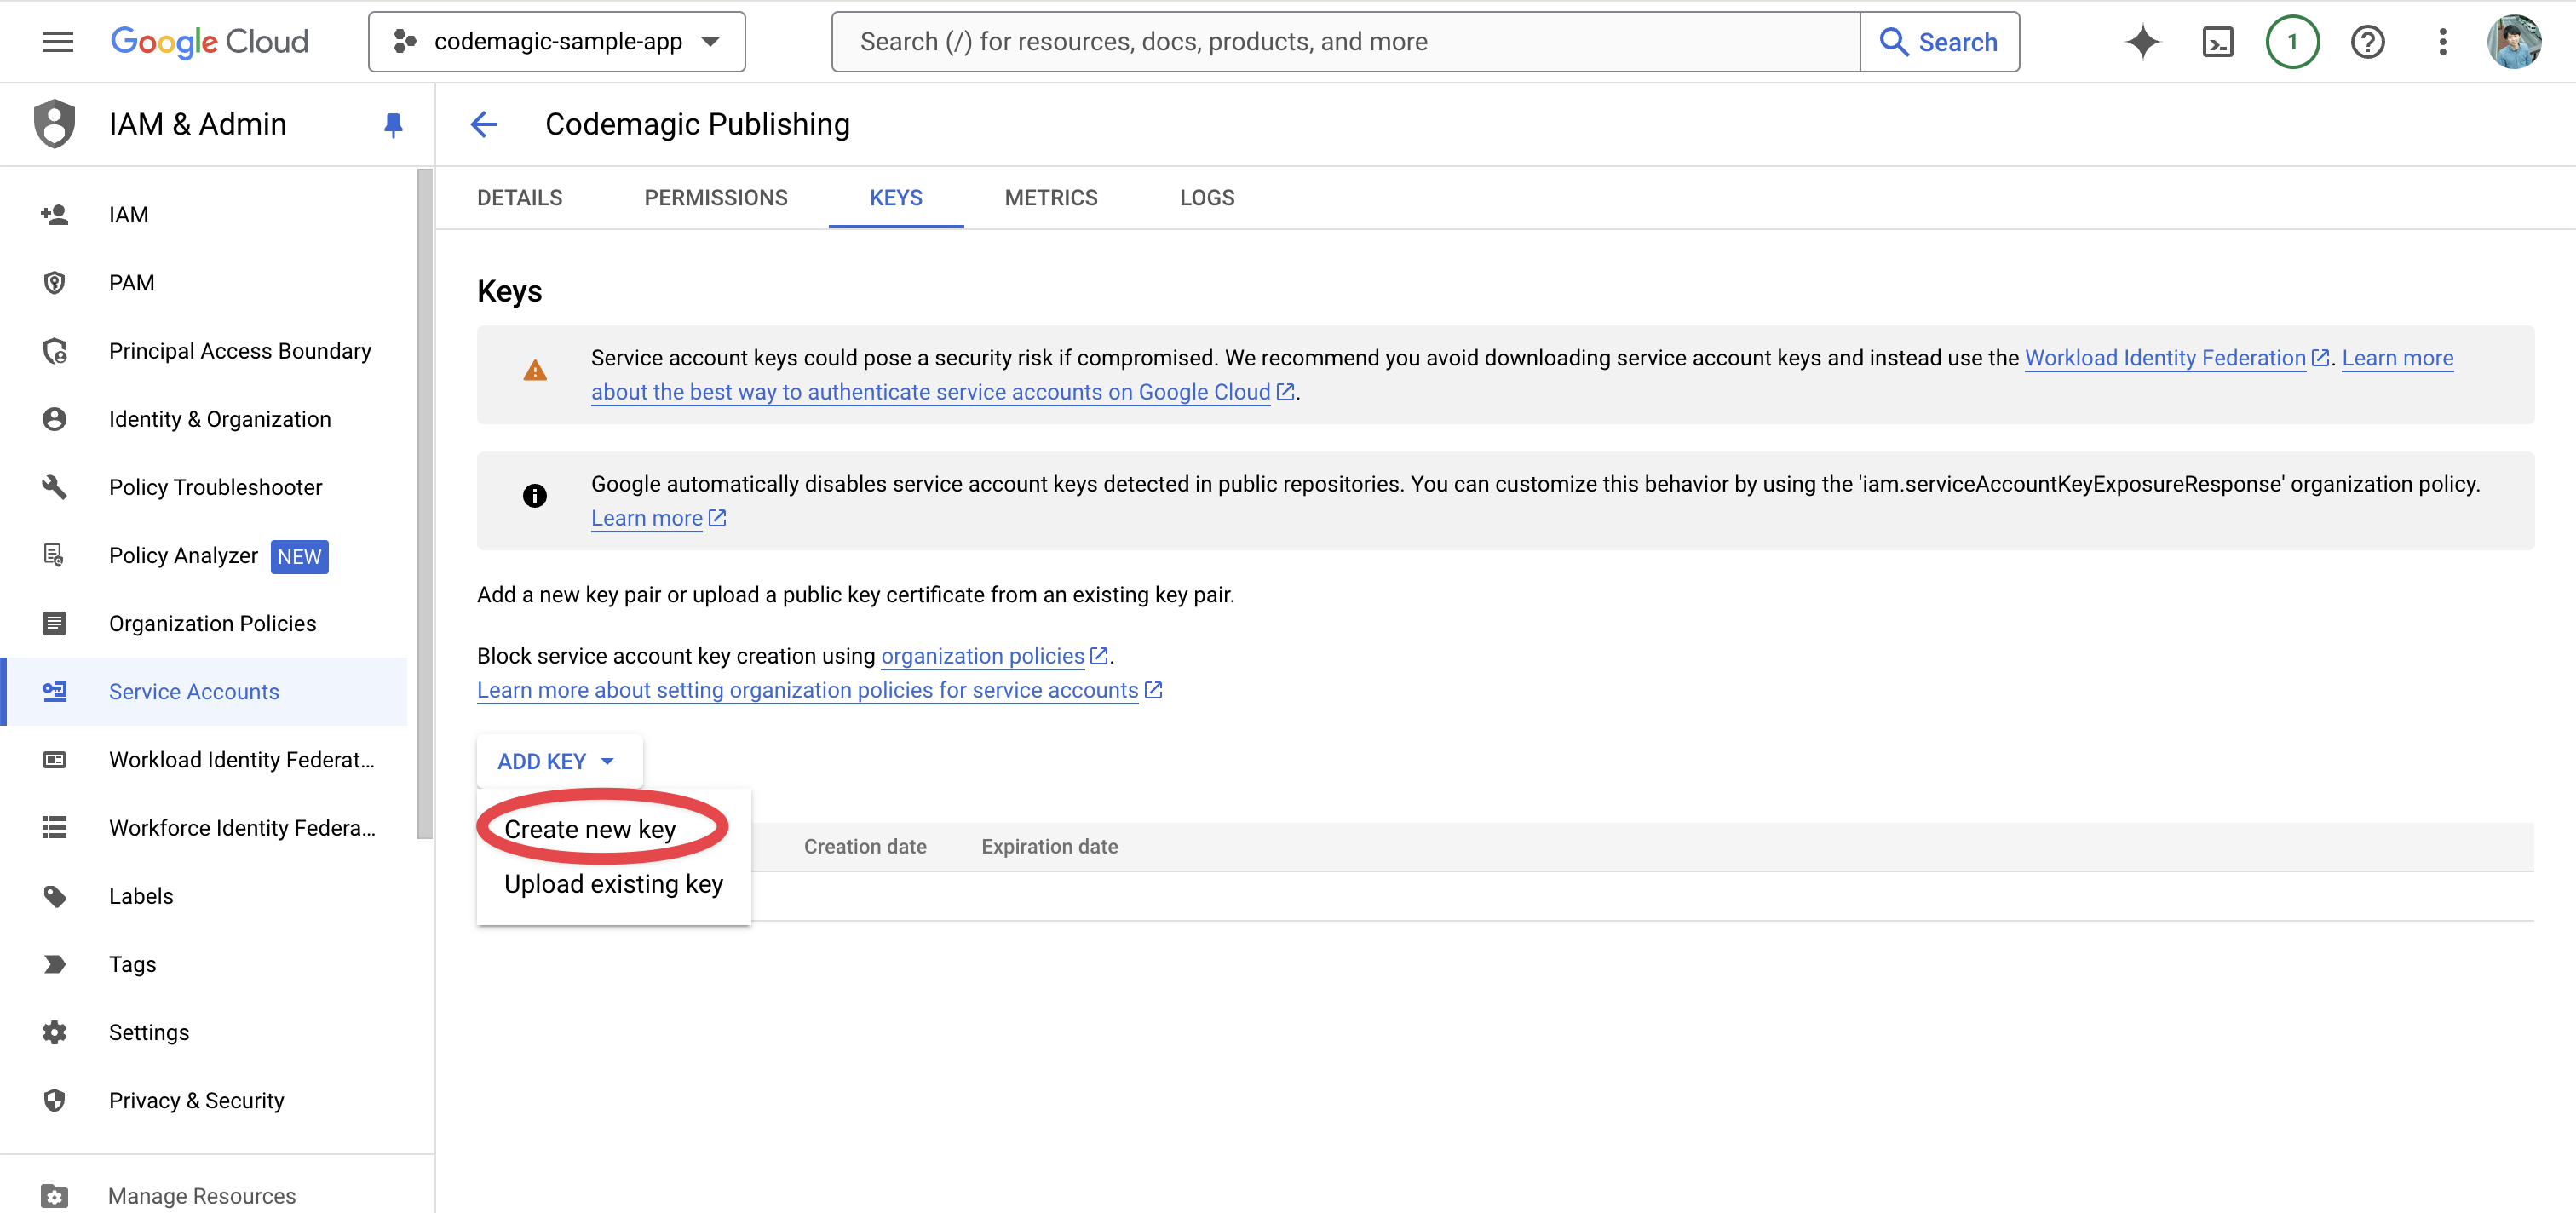 Google Cloud
codemagic-sample-app
Search (/) for resources, docs, products, and more
Search
1
IAM & Admin
Codemagic Publishing
DETAILS
PERMISSIONS
KEYS
METRICS
LOGS
IAM
PAM
Principal Access Boundary
Identity & Organization
Policy Troubleshooter
Policy Analyzer NEW
Organization Policies
Service Accounts
Workload Identity Federat...
Workforce Identity Federa...
Labels
Tags
Settings
Privacy & Security
Manage Resources
Keys
Service account keys could pose a security risk if compromised. We recommend you avoid downloading service account keys and instead use the Workload Identity Federation. Learn more
about the best way to authenticate service accounts on Google Cloud.
Google automatically disables service account keys detected in public repositories. You can customize this behavior by using the 'iam.serviceAccountKeyExposureResponse' organization policy.
Learn more
Add a new key pair or upload a public key certificate from an existing key pair.
Block service account key creation using organization policies.
Learn more about setting organization policies for service accounts
ADD KEY
Create new key
Upload existing key
Creation date
Expiration date